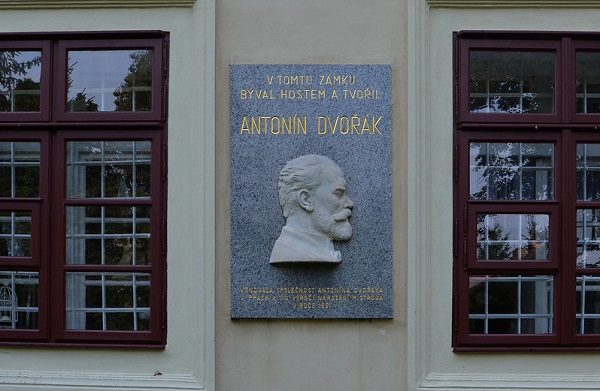 V TOMTO ZÁMKU
BÝVAL HOSTEM A TVOŘIL
ANTONÍN DVOŘÁK
VĚNOVALA SPOLEČNOST ANTONÍNA DVOŘÁKA
V PRAZE K 150 VÝROČÍ NAROZENÍ MISTROVA
V ROCE 1991